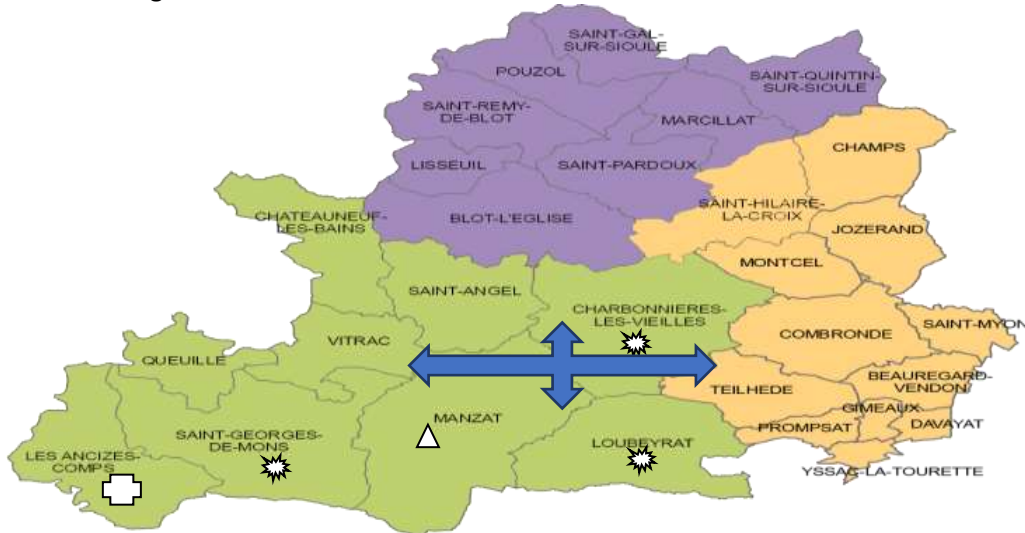 SAINT-GAL-
SUR-SIOULE
POUZOL
SAINT-QUINTIN-
SUR-SIOULE
SAINT-REMY-
DE-BLOT
MARCILLAT
CHAMPS
LISSEUIL
SAINT-PARDOUX
SAINT-HILAIRE-
LA-CROIX
CHATEAUNEUF-
LES-BAINS
BLOT-L'EGLISE
JOZERAND
MONTCEL
SAINT-ANGEL
CHARBONNIERES-
LES-VIEILLES
SAINT-MYON
COMBRONDE
VITRAC
QUEUILLE
BEAUREGARD-
VENDON
TEILHEDE
GIMEAUX
MANZAT
DAVAYAT
PROMPSAT
SAINT-GEORGES-
DE-MONS
LOUBEYRAT
LES ANCIZES-
COMPS
YSSAC-LA-TOURETTE